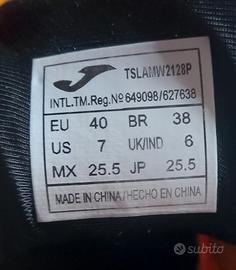 TSLAMW2128P
INTL.TM.Reg.Nº649098/627638
EU 40 BR 38
US 7 UK/IND 6
MX 25.5 JP 25.5
MADE IN CHINA/HECHO EN CHINA
subito